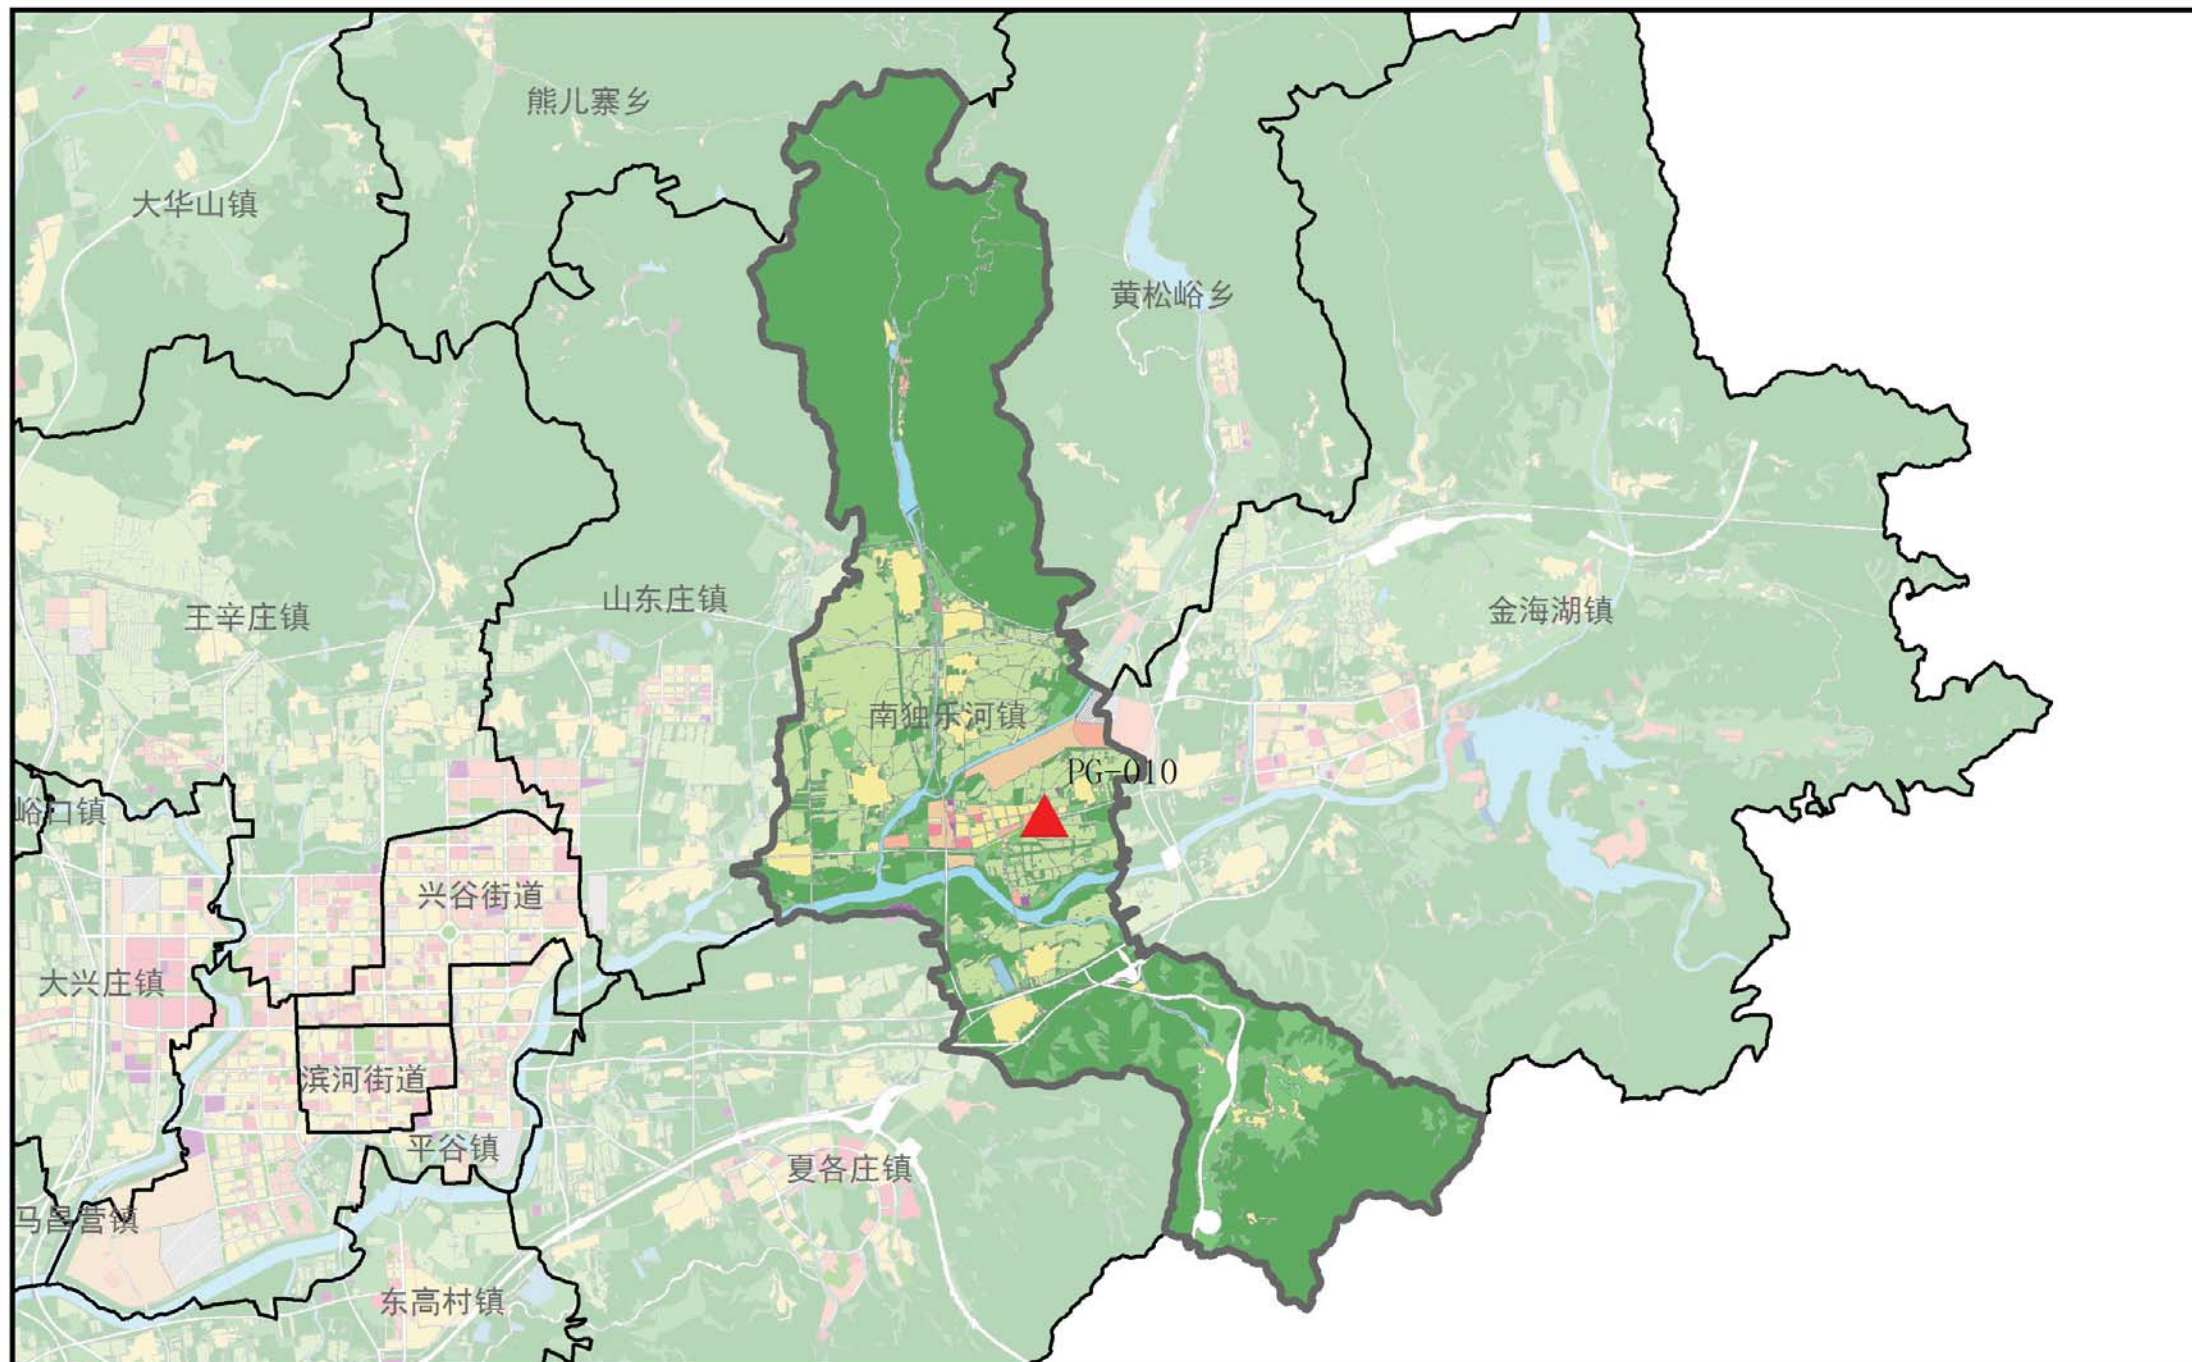 熊儿寨乡
大华山镇
黄松峪乡
王辛庄镇
山东庄镇
金海湖镇
南独乐河镇
PG-010
峪口镇
兴谷街道
大兴庄镇
滨河街道
平谷镇
夏各庄镇
马昌营镇
东高村镇